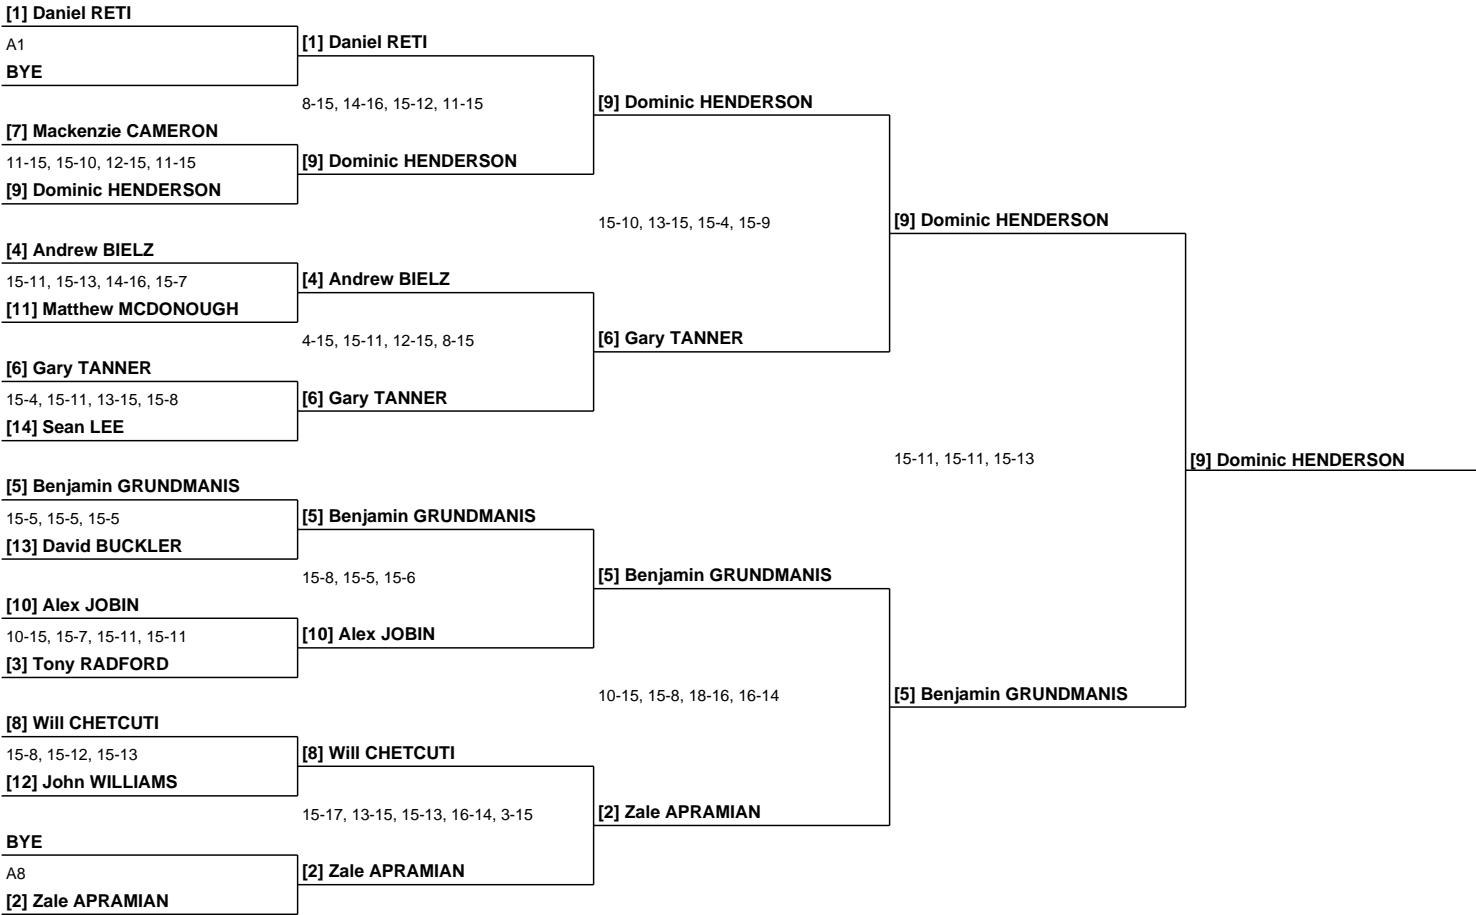 [1] Daniel RETI
A1
BYE
[7] Mackenzie CAMERON
11-15, 15-10, 12-15, 11-15
[9] Dominic HENDERSON
[4] Andrew BIELZ
15-11, 15-13, 14-16, 15-7
[11] Matthew MCDONOUGH
[6] Gary TANNER
15-4, 15-11, 13-15, 15-8
[14] Sean LEE
[5] Benjamin GRUNDMANIS
15-5, 15-5, 15-5
[13] David BUCKLER
[10] Alex JOBIN
10-15, 15-7, 15-11, 15-11
[3] Tony RADFORD
[8] Will CHETCUTI
15-8, 15-12, 15-13
[12] John WILLIAMS
BYE
A8
[2] Zale APRAMIAN
[1] Daniel RETI
8-15, 14-16, 15-12, 11-15
[9] Dominic HENDERSON
[4] Andrew BIELZ
4-15, 15-11, 12-15, 8-15
[6] Gary TANNER
[5] Benjamin GRUNDMANIS
15-8, 15-5, 15-6
[10] Alex JOBIN
[8] Will CHETCUTI
15-17, 13-15, 15-13, 16-14, 3-15
[2] Zale APRAMIAN
[9] Dominic HENDERSON
15-10, 13-15, 15-4, 15-9
[6] Gary TANNER
[5] Benjamin GRUNDMANIS
10-15, 15-8, 18-16, 16-14
[2] Zale APRAMIAN
[9] Dominic HENDERSON
15-11, 15-11, 15-13
[5] Benjamin GRUNDMANIS
[9] Dominic HENDERSON